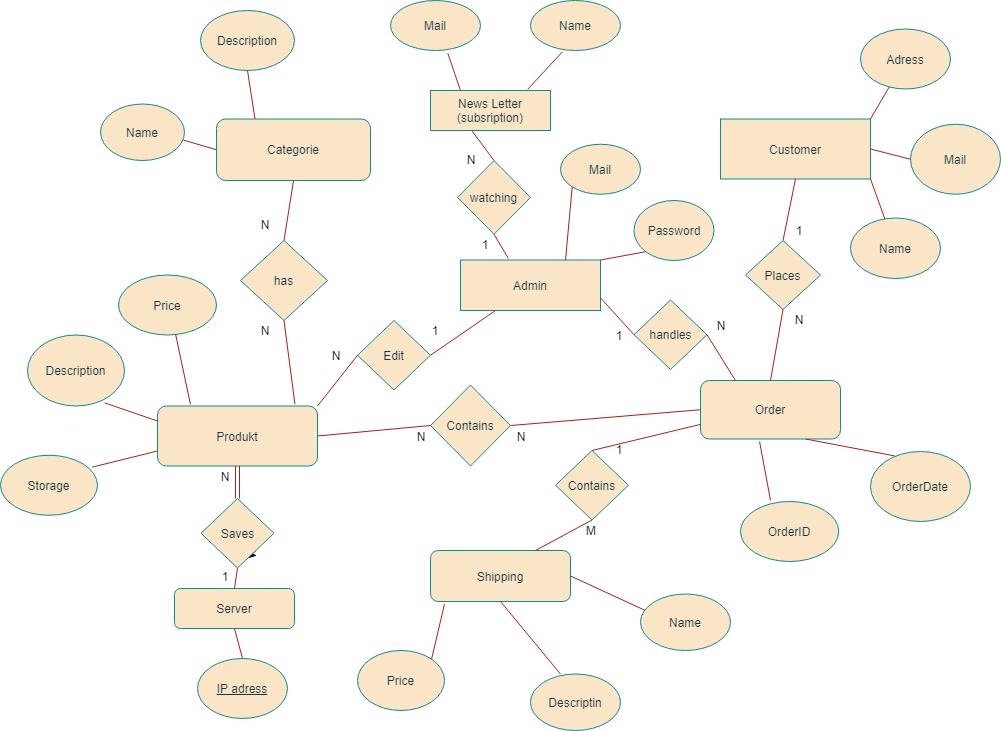 Mail
Name
Description
Adress
News Letter
(subsription)
Name
Categorie
Customer
Mail
N
Mail
watching
N
Password
1
1
Name
has
Places
Admin
Price
N
N
1
N
1
handles
N
Edit
Description
Order
Produkt
Contains
N
N
1
N
Storage
Contains
OrderDate
Saves
M
OrderID
1
Shipping
Server
Name
Price
IP adress
Descriptin